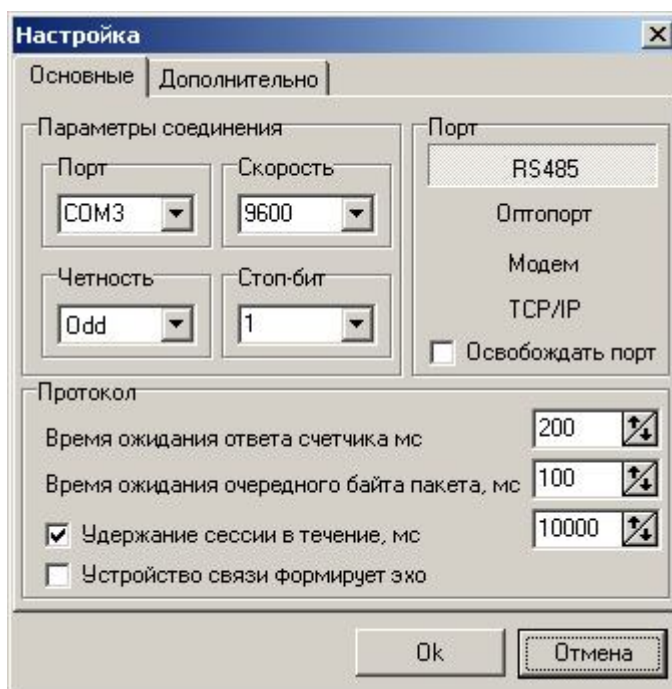 Настройка
Основные
Дополнительно
Параметры соединения
Порт
COM3
Скорость
9600
Четность
Odd
Стоп-бит
1
Порт
RS485
Оптопорт
Модем
TCP/IP
Освобождать порт
Протокол
Время ожидания ответа счетчика мс
200
Время ожидания очередного байта пакета, мс
100
Удержание сессии в течение, мс
10000
Устройство связи формирует эхо
Ok
Отмена